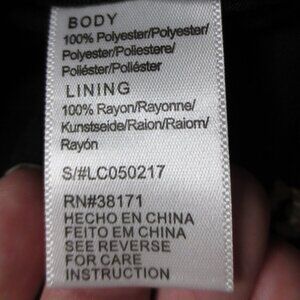 BODY
100% Polyester/Polyester/
Polyester/Poliestere/
Poliéster/Poliéster
LINING
100% Rayon/Rayonne/
Kunstseide/Raion/Raiom/
Rayón
S/#LC050217
RN#38171
HECHO EN CHINA
FEITO EM CHINA
SEE REVERSE
FOR CARE
INSTRUCTION